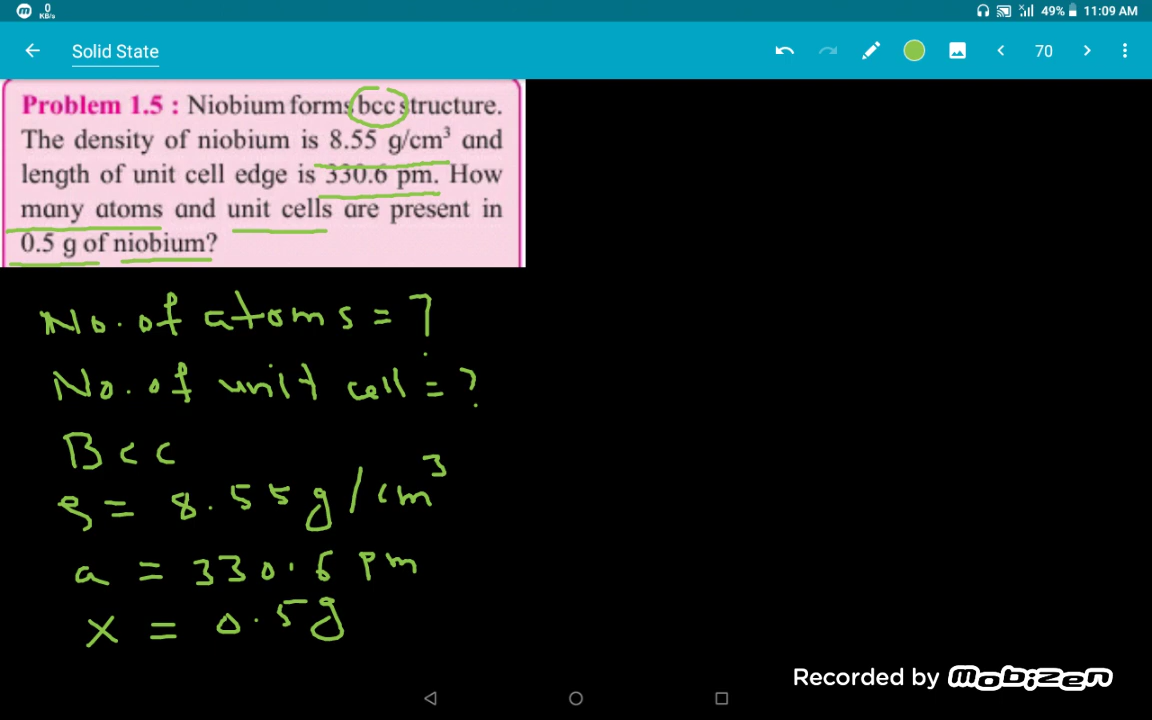 0 KB/s 49% 11:09 AM
Solid State 70
Problem 1.5 : Niobium forms bcc structure.
The density of niobium is 8.55 g/cm³ and
length of unit cell edge is 330.6 pm. How
many atoms and unit cells are present in
0.5 g of niobium?
No. of atoms = ?
No. of unit cell = ?
Bcc
ρ = 8.55 g/cm³
a = 330.6 pm
x = 0.5g
Recorded by mobizen